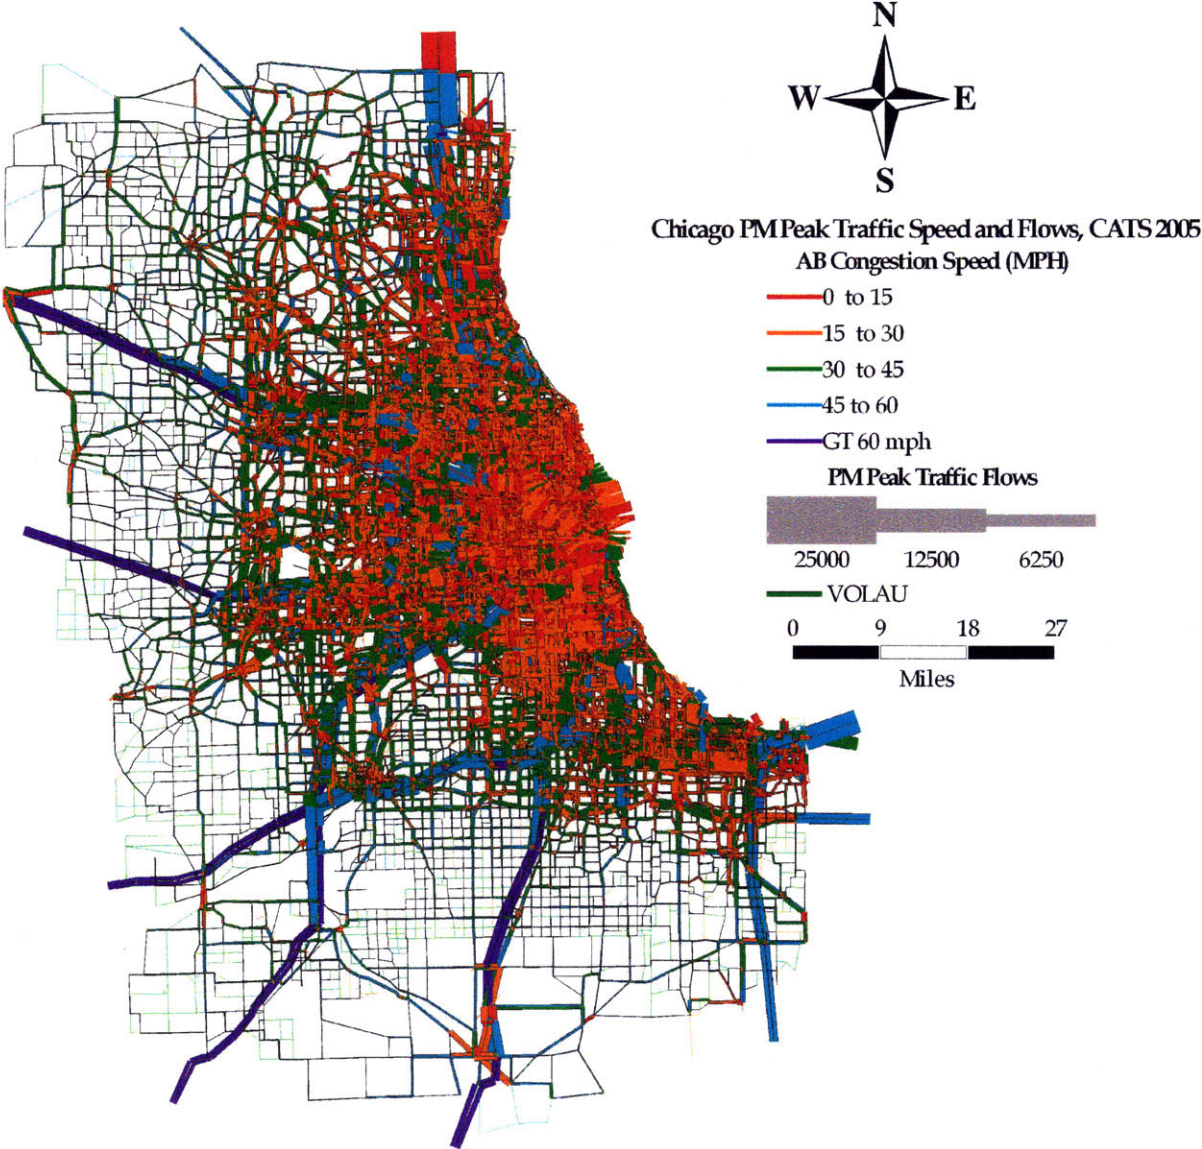 N
W E
S
Chicago PM Peak Traffic Speed and Flows, CATS 2005
AB Congestion Speed (MPH)
0 to 15
15 to 30
30 to 45
45 to 60
GT 60 mph
PM Peak Traffic Flows
25000 12500 6250
VOLAU
0 9 18 27
Miles